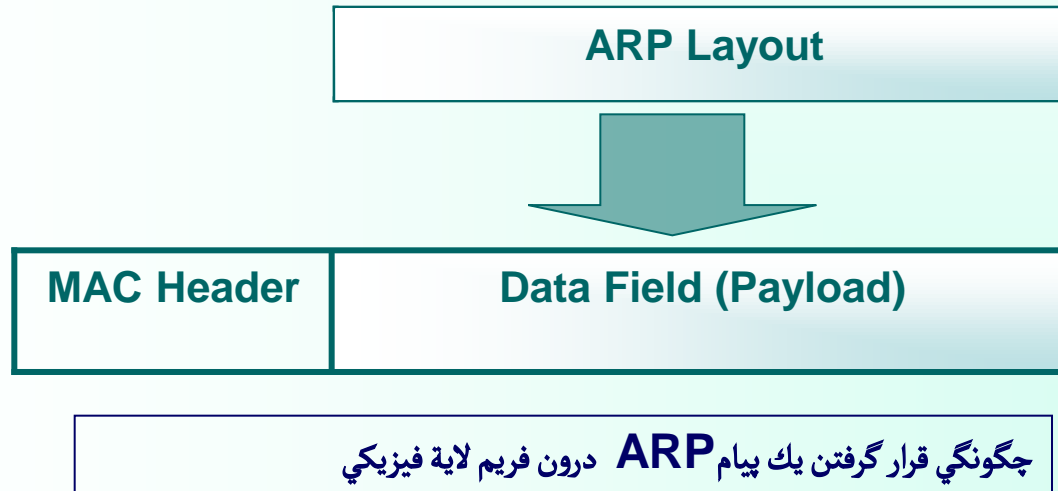 ARP Layout
MAC Header
Data Field (Payload)
چگونگي قرار گرفتن يك پيام ARP درون فريم لاية فيزيكي